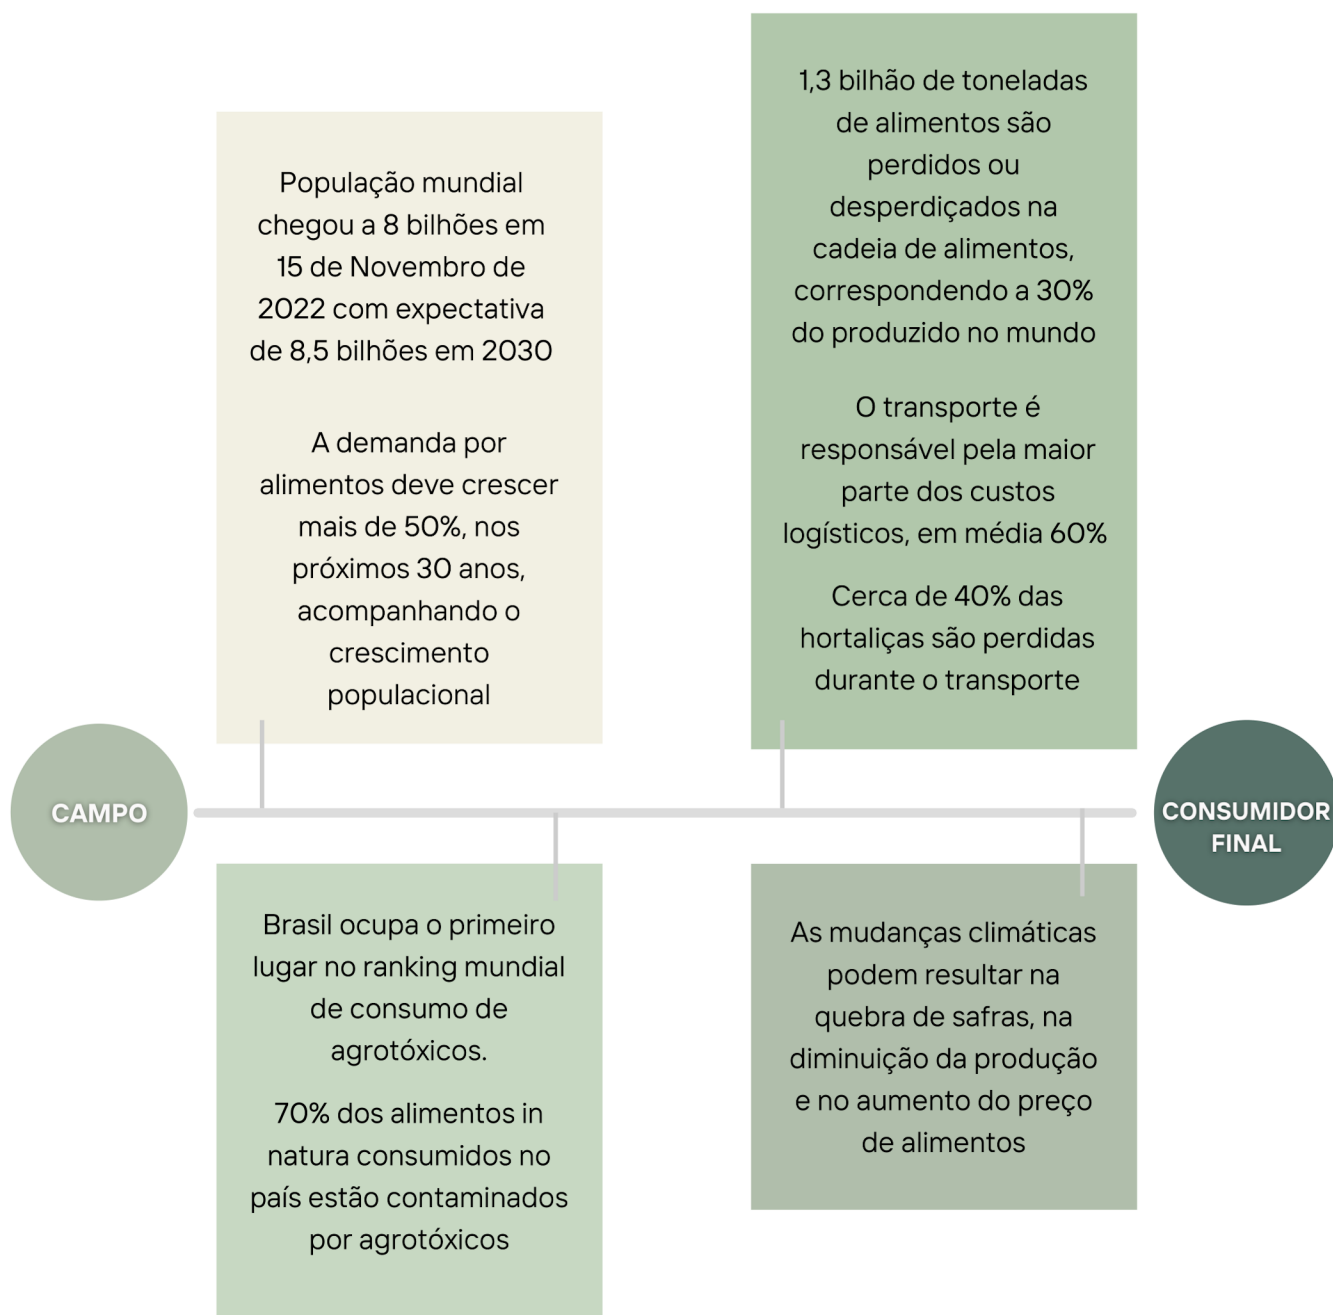 População mundial
chegou a 8 bilhões em
15 de Novembro de
2022 com expectativa
de 8,5 bilhões em 2030
A demanda por
alimentos deve crescer
mais de 50%, nos
próximos 30 anos,
acompanhando o
crescimento
populacional
1,3 bilhão de toneladas
de alimentos são
perdidos ou
desperdiçados na
cadeia de alimentos,
correspondendo a 30%
do produzido no mundo
O transporte é
responsável pela maior
parte dos custos
logísticos, em média 60%
Cerca de 40% das
hortaliças são perdidas
durante o transporte
CAMPO
CONSUMIDOR
FINAL
Brasil ocupa o primeiro
lugar no ranking mundial
de consumo de
agrotóxicos.
70% dos alimentos in
natura consumidos no
país estão contaminados
por agrotóxicos
As mudanças climáticas
podem resultar na
quebra de safras, na
diminuição da produção
e no aumento do preço
de alimentos